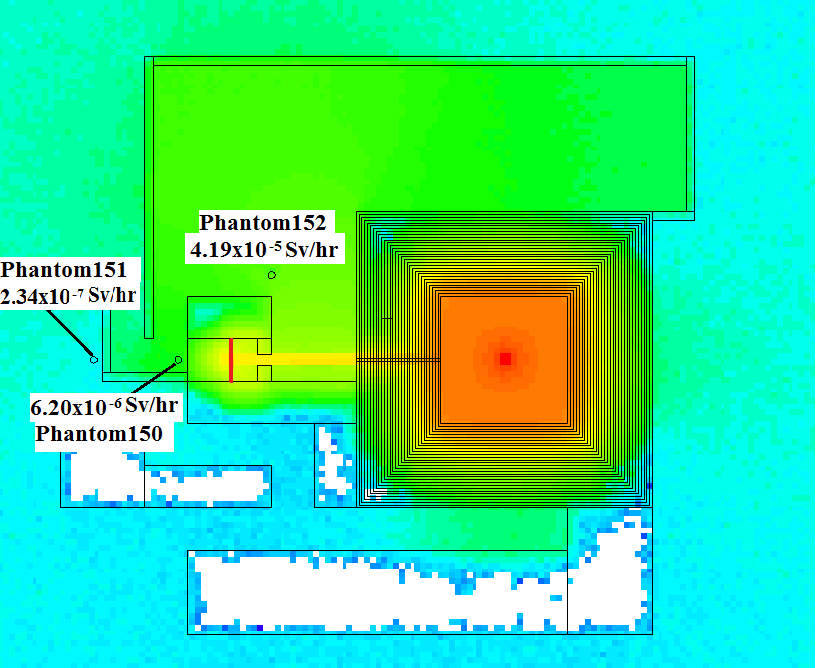 Phantom152
4.19x10⁻⁵ Sv/hr
Phantom151
2.34x10⁻⁷ Sv/hr
6.20x10⁻⁶ Sv/hr
Phantom150